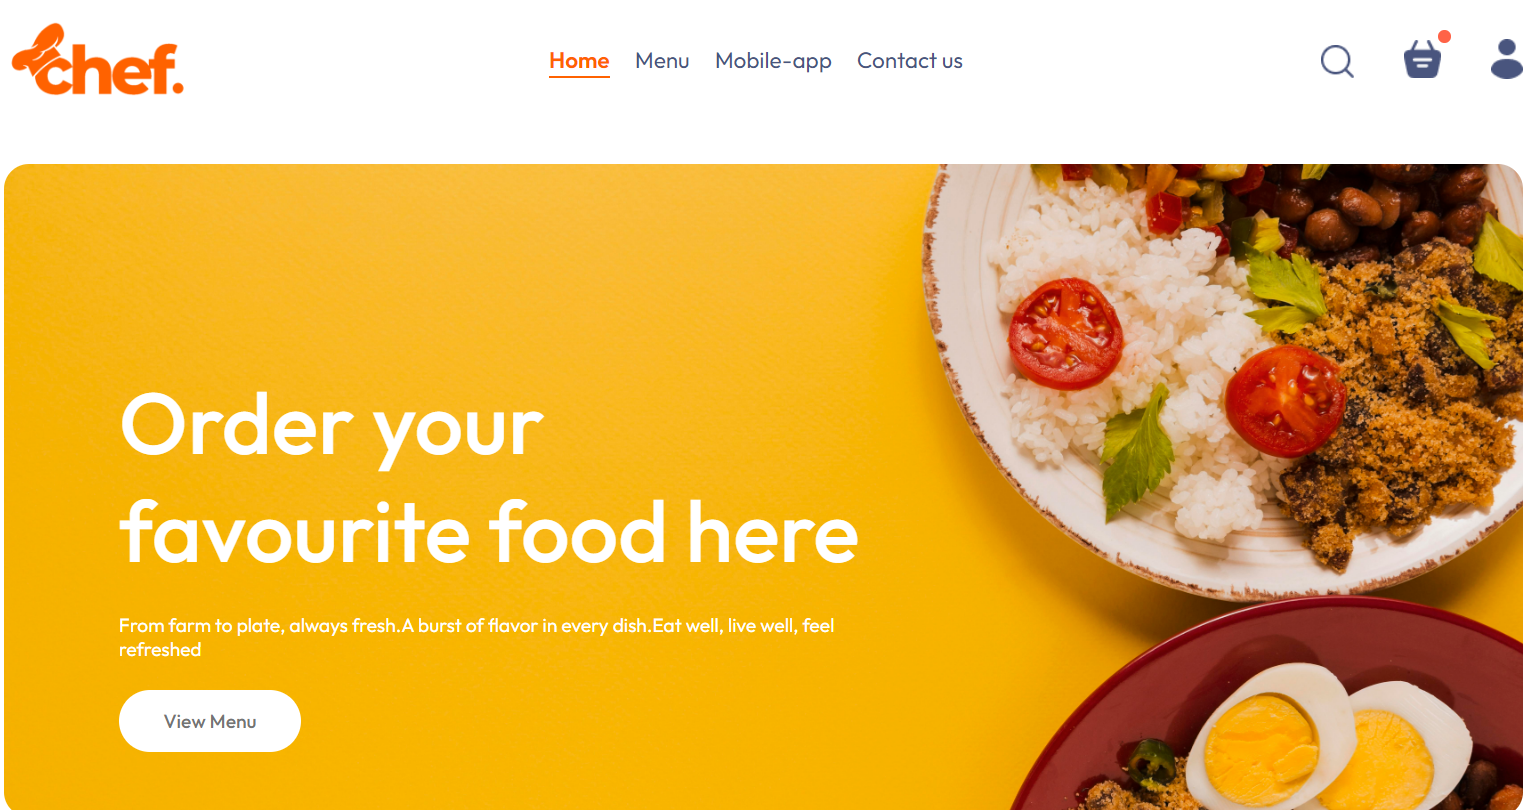 chef.
Home Menu Mobile-app Contact us
Order your
favourite food here
From farm to plate, always fresh.A burst of flavor in every dish.Eat well, live well, feel
refreshed
View Menu